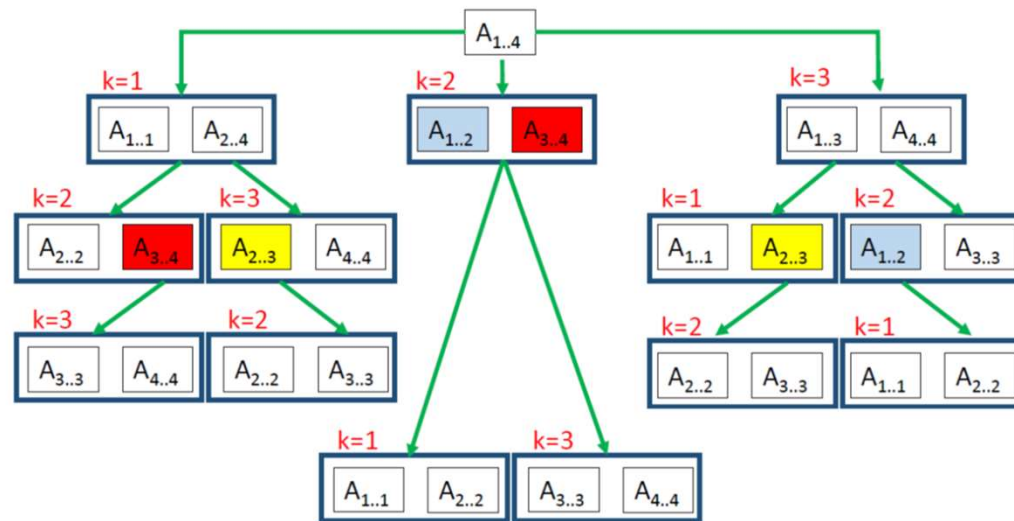 A₁..₄
k=1 k=2 k=3
A₁..₁ A₂..₄ A₁..₂ A₃..₄ A₁..₃ A₄..₄
k=2 k=3 k=1 k=2
A₂..₂ A₃..₄ A₂..₃ A₄..₄ A₁..₁ A₂..₃ A₁..₂ A₃..₃
k=3 k=2 k=2 k=1
A₃..₃ A₄..₄ A₂..₂ A₃..₃ A₂..₂ A₃..₃ A₁..₁ A₂..₂
k=1 k=3
A₁..₁ A₂..₂ A₃..₃ A₄..₄